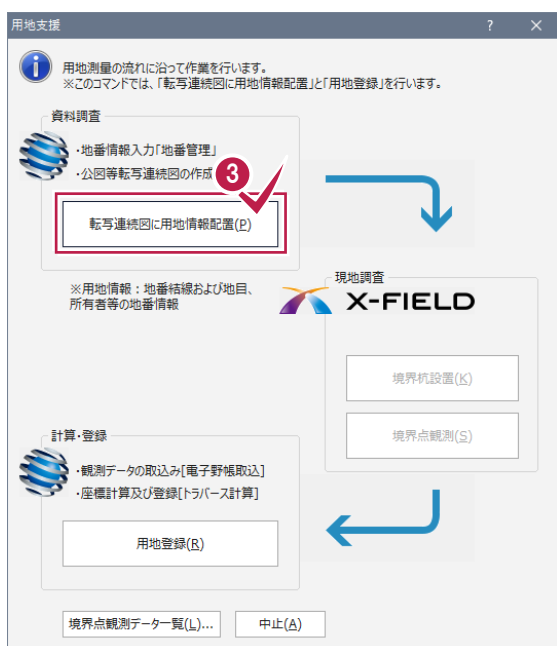 用地支援
用地測量の流れに沿って作業を行います。
※このコマンドでは、「転写連続図に用地情報配置」と「用地登録」を行います。
資料調査
・地番情報入力「地番管理」
・公図等転写連続図の作成
3
転写連続図に用地情報配置(P)
※用地情報：地番結線および地目、
所有者等の地番情報
現地調査
X-FIELD
境界杭設置(K)
境界点観測(S)
計算・登録
・観測データの取込み[電子野帳取込]
・座標計算及び登録[トラバース計算]
用地登録(R)
境界点観測データ一覧(L)...
中止(A)